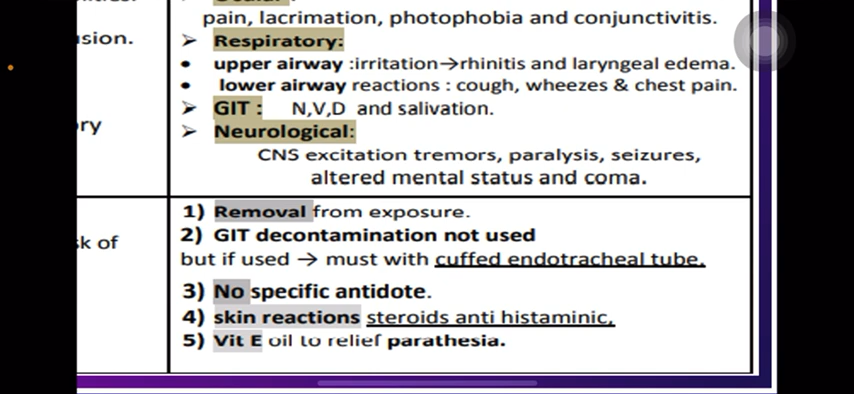 pain, lacrimation, photophobia and conjunctivitis.
sion.
➤ Respiratory:
• upper airway :irritation→rhinitis and laryngeal edema.
• lower airway reactions : cough, wheezes & chest pain.
➤ GIT : N,V,D and salivation.
ry
➤ Neurological:
CNS excitation tremors, paralysis, seizures,
altered mental status and coma.
1) Removal from exposure.
k of
2) GIT decontamination not used
but if used → must with cuffed endotracheal tube.
3) No specific antidote.
4) skin reactions steroids anti histaminic.
5) Vit E oil to relief parathesia.